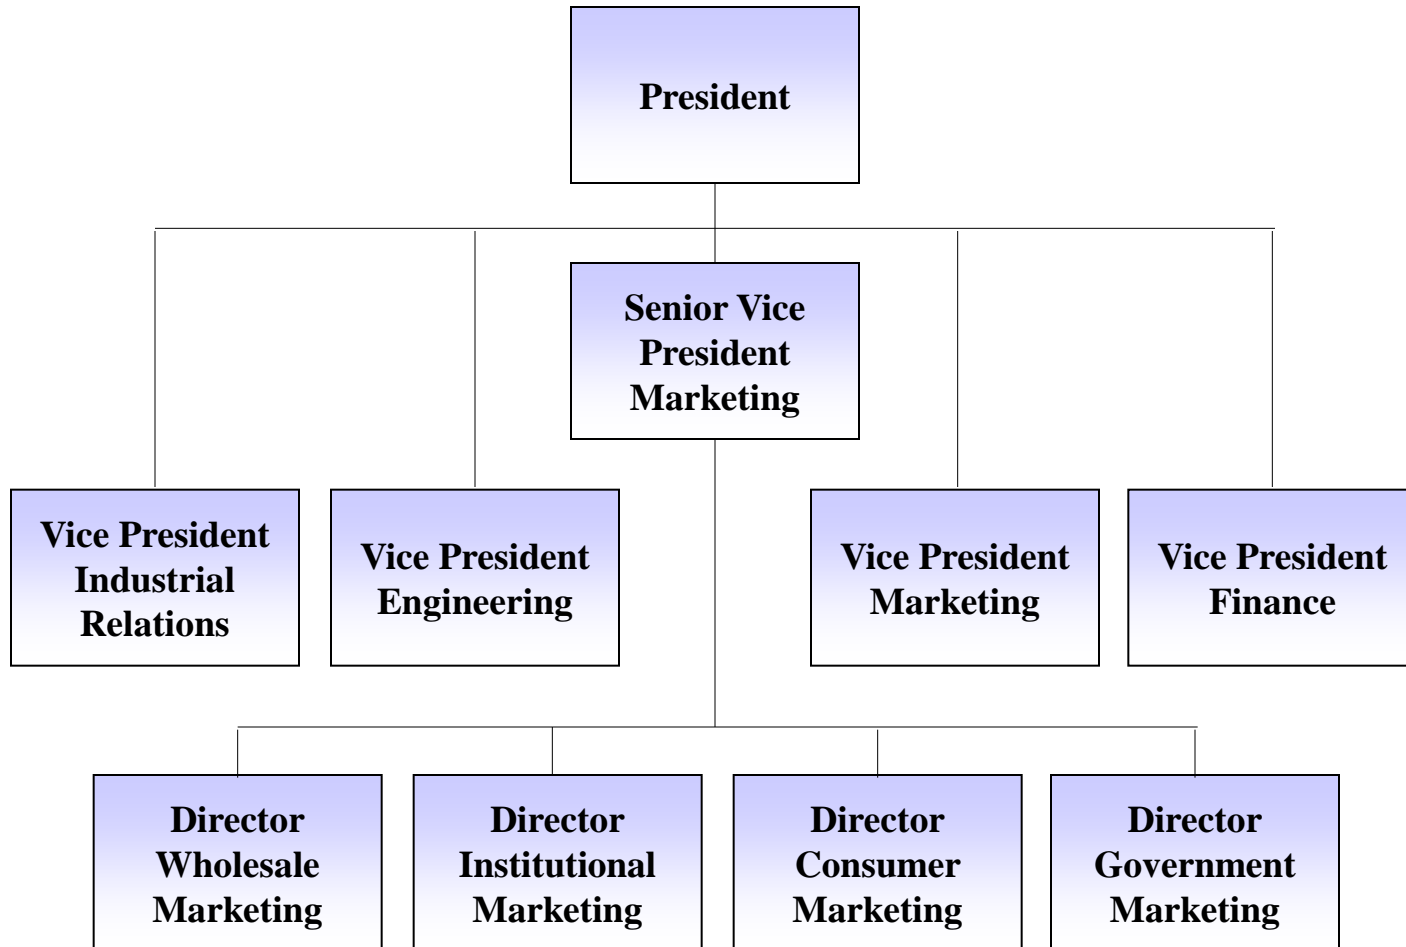 President
Senior Vice
President
Marketing
Vice President
Industrial
Relations
Vice President
Engineering
Vice President
Marketing
Vice President
Finance
Director
Wholesale
Marketing
Director
Institutional
Marketing
Director
Consumer
Marketing
Director
Government
Marketing